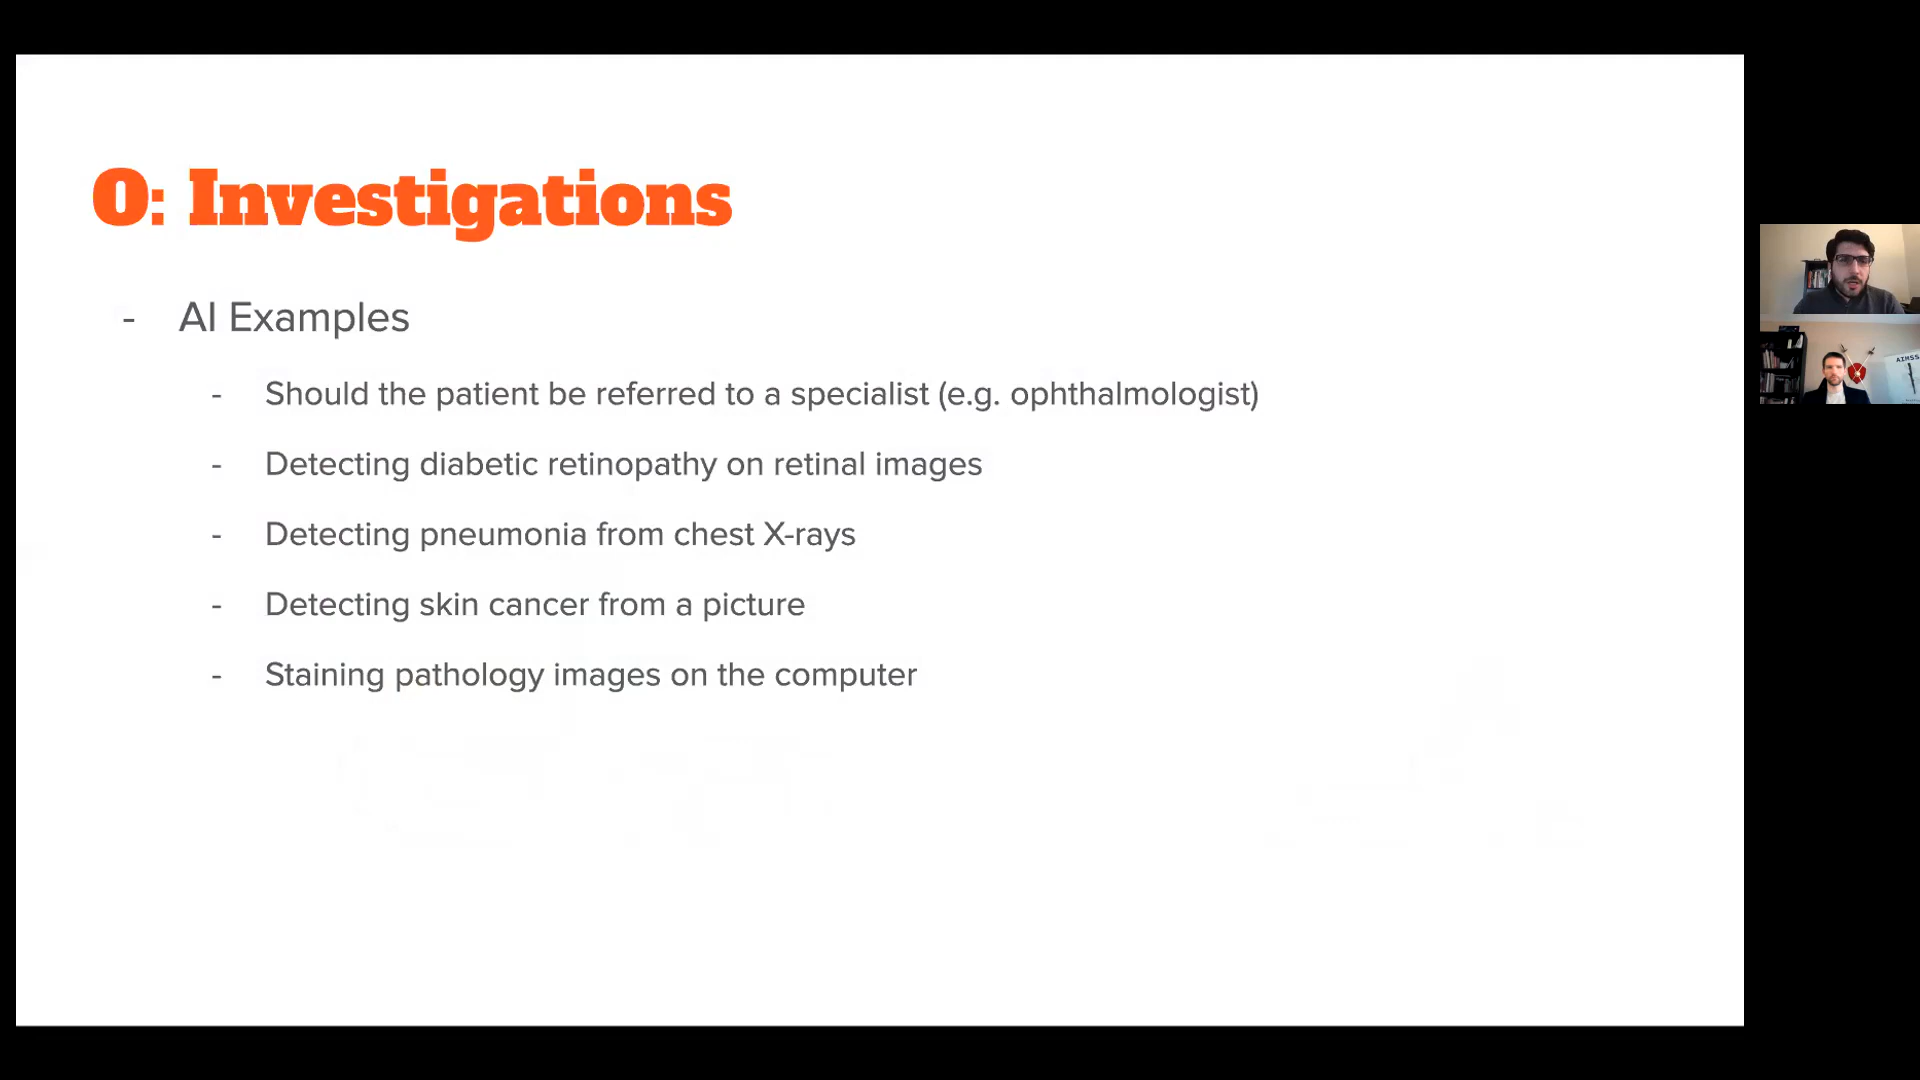 O: Investigations
- AI Examples
- Should the patient be referred to a specialist (e.g. ophthalmologist)
- Detecting diabetic retinopathy on retinal images
- Detecting pneumonia from chest X-rays
- Detecting skin cancer from a picture
- Staining pathology images on the computer
AIMSS